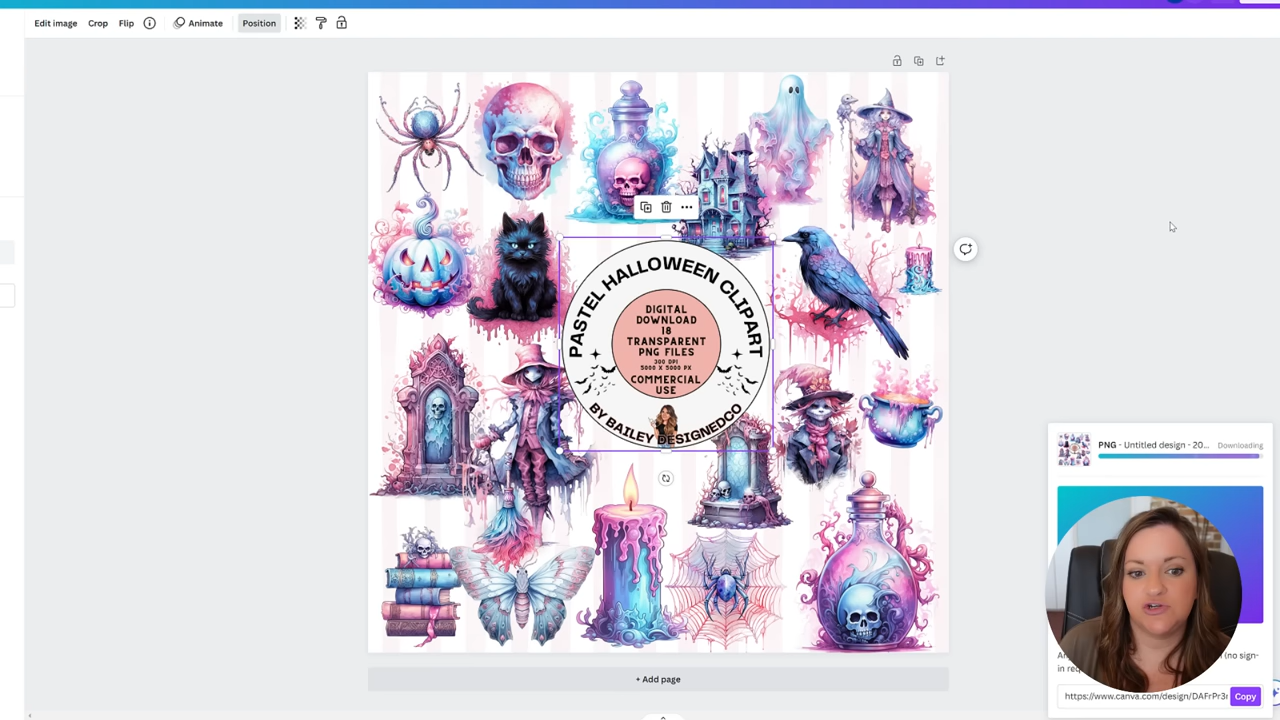 Edit image Crop Flip Animate Position
PASTEL HALLOWEEN CLIPART
DIGITAL
DOWNLOAD
18
TRANSPARENT
PNG FILES
300 DPI
5000 X 5000 PX
COMMERCIAL
USE
BY BAILEY DESIGNEDCO
+ Add page
PNG - Untitled design - 20... Downloading
(no sign-
in
https://www.canva.com/design/DAFrPr3 Copy